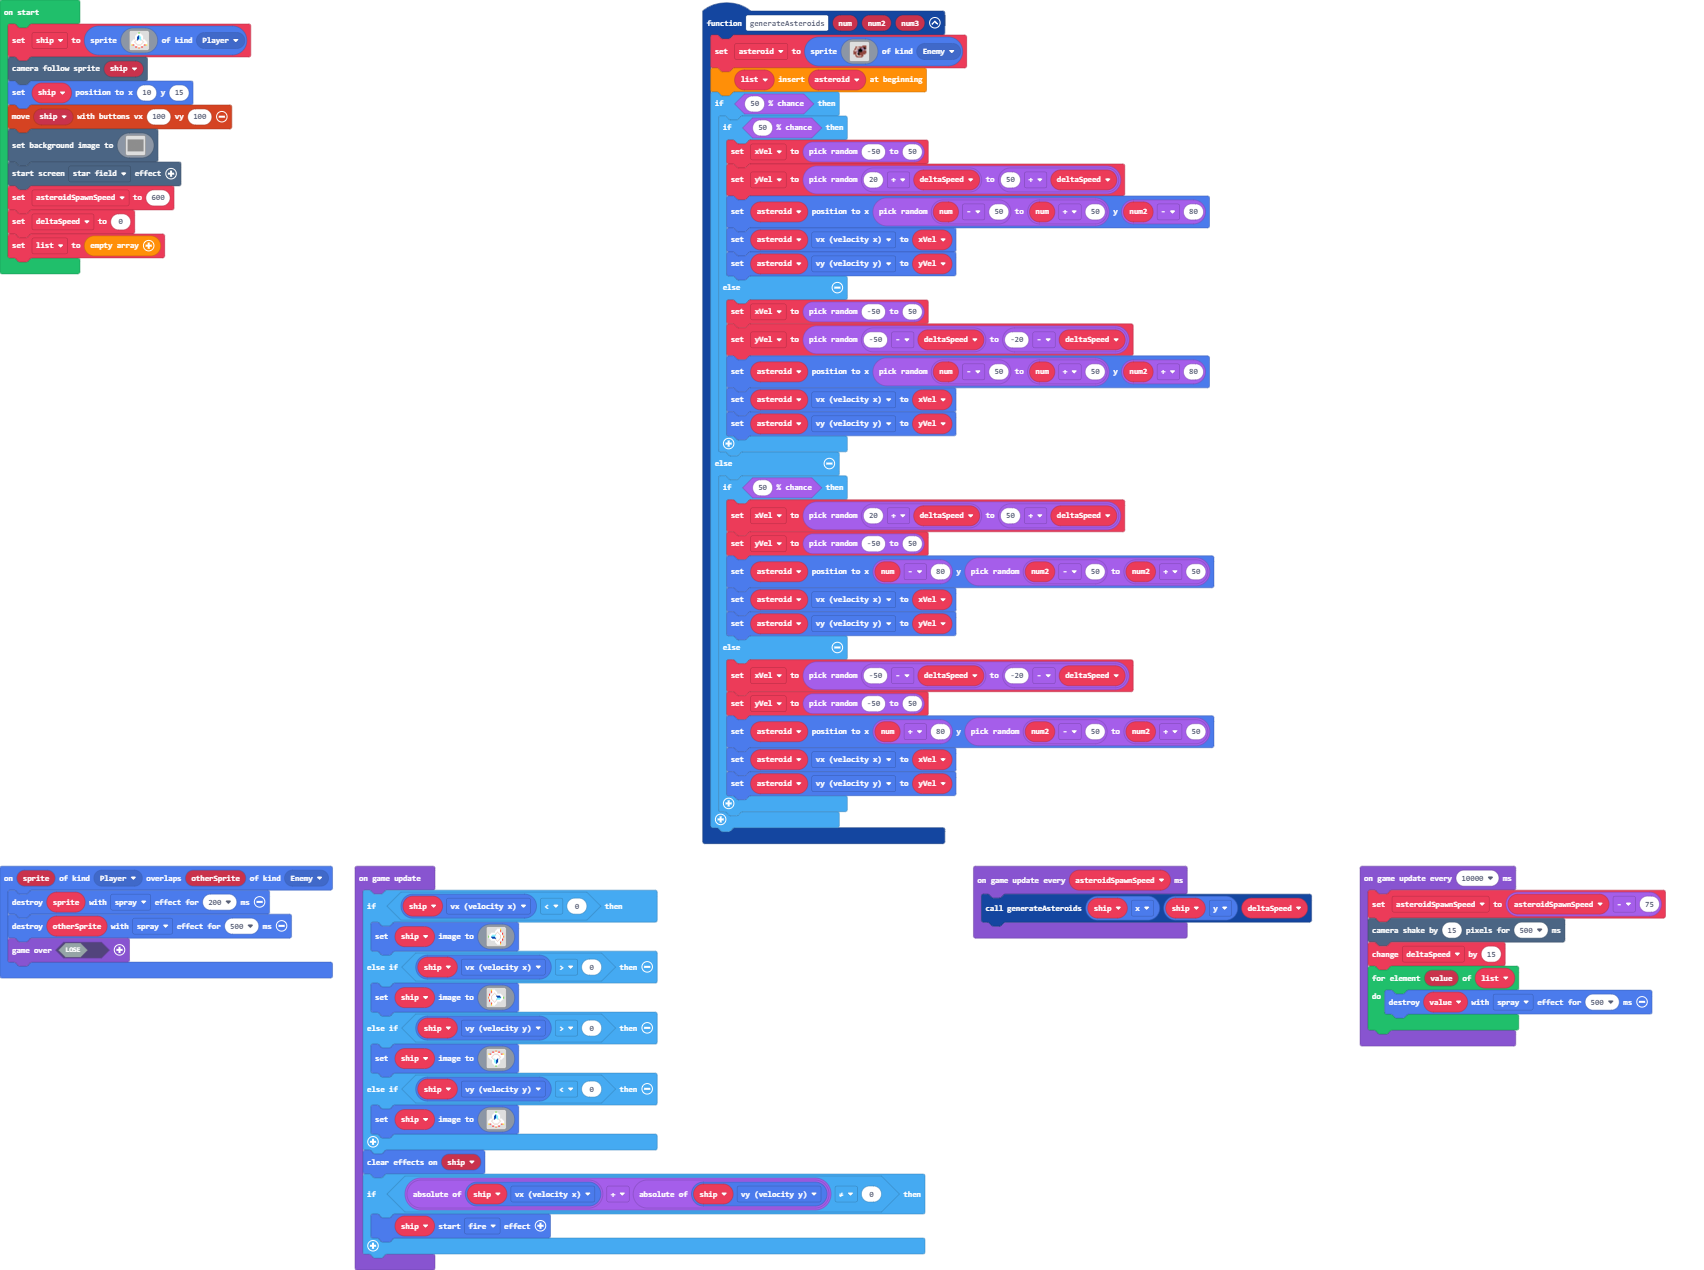 on start
set ship to sprite of kind Player
camera follow sprite ship
set ship position to x 10 y 15
move ship with buttons vx 100 vy 100
set background image to
start screen star field effect
set asteroidSpawnSpeed to 600
set deltaSpeed to 0
set list to empty array
function generateAsteroids num num2 num3
set asteroid to sprite of kind Enemy
list insert asteroid at beginning
if 50 % chance then
if 50 % chance then
set xVel to pick random -50 to 50
set yVel to pick random 20 + deltaSpeed to 50 + deltaSpeed
set asteroid position to x pick random num - 50 to num + 50 y num2 - 80
set asteroid vx (velocity x) to xVel
set asteroid vy (velocity y) to yVel
else
set xVel to pick random -50 to 50
set yVel to pick random -50 - deltaSpeed to -20 - deltaSpeed
set asteroid position to x pick random num - 50 to num + 50 y num2 + 80
set asteroid vx (velocity x) to xVel
set asteroid vy (velocity y) to yVel
else
if 50 % chance then
set xVel to pick random 20 + deltaSpeed to 50 + deltaSpeed
set yVel to pick random -50 to 50
set asteroid position to x num - 80 y pick random num2 - 50 to num2 + 50
set asteroid vx (velocity x) to xVel
set asteroid vy (velocity y) to yVel
else
set xVel to pick random -50 - deltaSpeed to -20 - deltaSpeed
set yVel to pick random -50 to 50
set asteroid position to x num + 80 y pick random num2 - 50 to num2 + 50
set asteroid vx (velocity x) to xVel
set asteroid vy (velocity y) to yVel
on sprite of kind Player overlaps otherSprite of kind Enemy
destroy sprite with spray effect for 200 ms
destroy otherSprite with spray effect for 500 ms
game over LOSE
on game update
if ship vx (velocity x) < 0 then
set ship image to
else if ship vx (velocity x) > 0 then
set ship image to
else if ship vy (velocity y) > 0 then
set ship image to
else if ship vy (velocity y) < 0 then
set ship image to
clear effects on ship
if absolute of ship vx (velocity x) + absolute of ship vy (velocity y) ≠ 0 then
ship start fire effect
on game update every asteroidSpawnSpeed ms
call generateAsteroids ship x ship y deltaSpeed
on game update every 10000 ms
set asteroidSpawnSpeed to asteroidSpawnSpeed - 75
camera shake by 15 pixels for 500 ms
change deltaSpeed by 15
for element value of list
do destroy value with spray effect for 500 ms